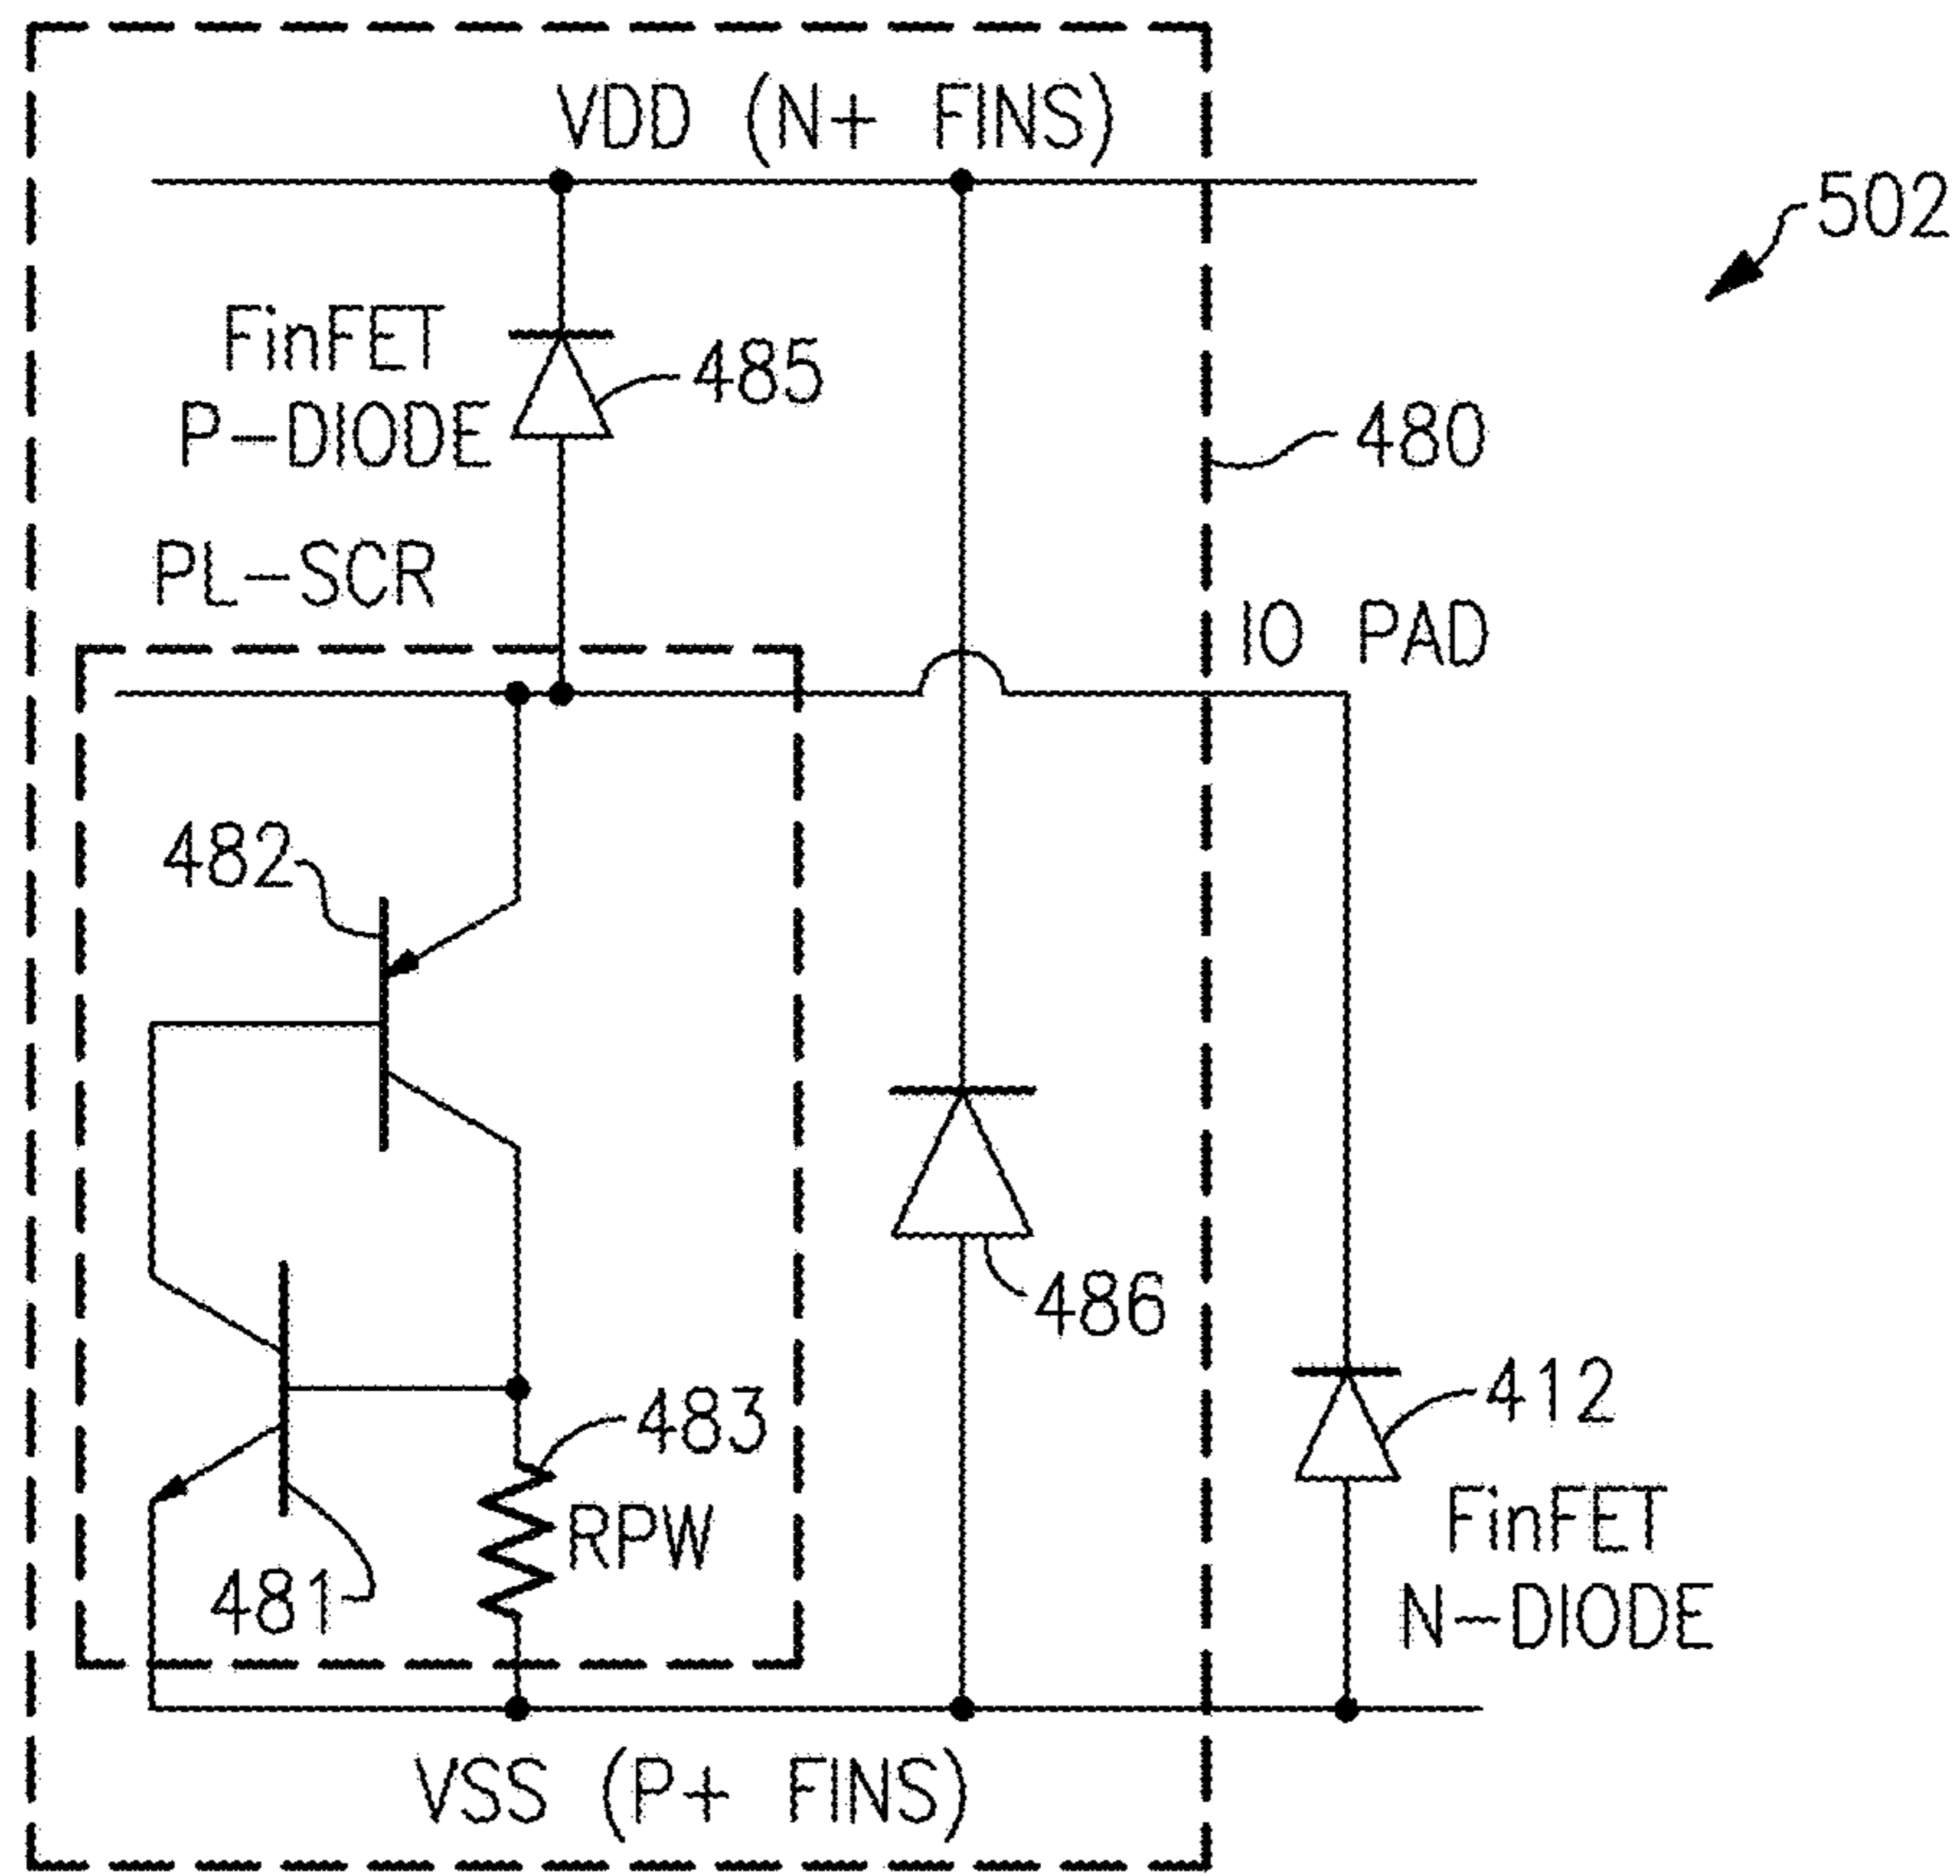 VDD (N+ FINS)
502
FinFET
P-DIODE
485
480
PL-SCR
IO PAD
482
486
483
412
RPW
FinFET
N-DIODE
481
VSS (P+ FINS)